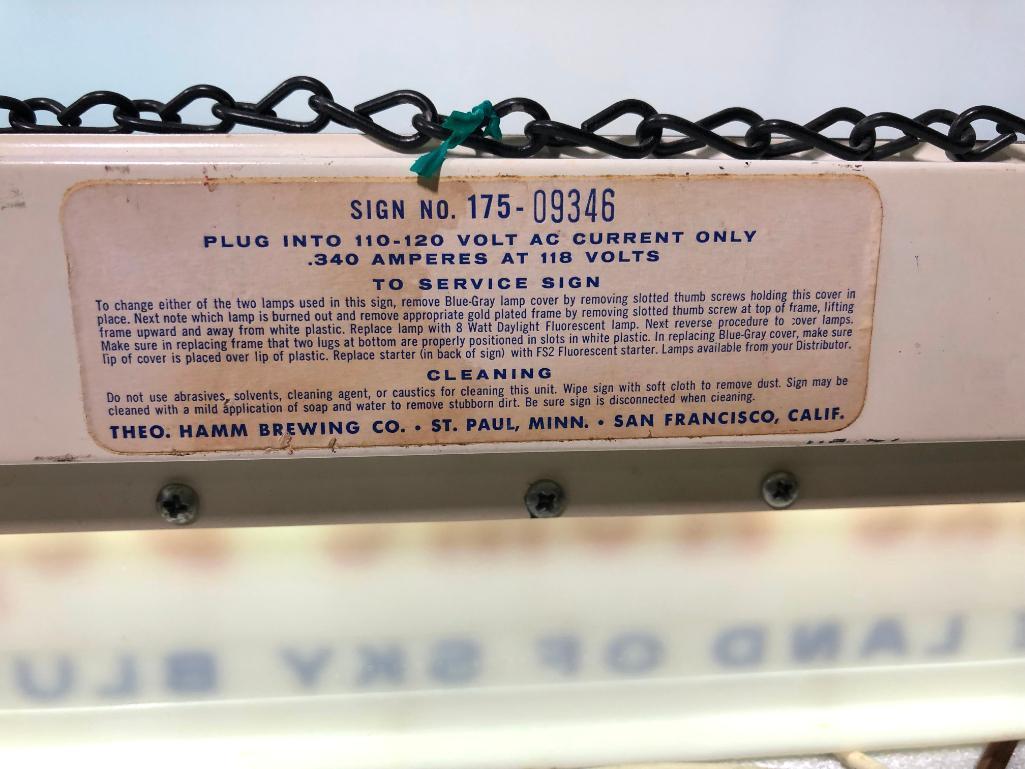 SIGN NO. 175-09346
PLUG INTO 110-120 VOLT AC CURRENT ONLY
.340 AMPERES AT 118 VOLTS
TO SERVICE SIGN
To change either of the two lamps used in this sign, remove Blue-Gray lamp cover by removing slotted thumb screws holding this cover in
place. Next note which lamp is burned out and remove appropriate gold plated frame by removing slotted thumb screw at top of frame, lifting
frame upward and away from white plastic. Replace lamp with 8 Watt Daylight Fluorescent lamp. Next reverse procedure to cover lamps.
Make sure in replacing frame that two lugs at bottom are properly positioned in slots in white plastic. In replacing Blue-Gray cover, make sure
lip of cover is placed over lip of plastic. Replace starter (in back of sign) with FS2 Fluorescent starter. Lamps available from your Distributor.
CLEANING
Do not use abrasives, solvents, cleaning agent, or caustics for cleaning this unit. Wipe sign with soft cloth to remove dust. Sign may be
cleaned with a mild application of soap and water to remove stubborn dirt. Be sure sign is disconnected when cleaning.
THEO. HAMM BREWING CO. • ST. PAUL, MINN. • SAN FRANCISCO, CALIF.
LAND OF SKY BLU